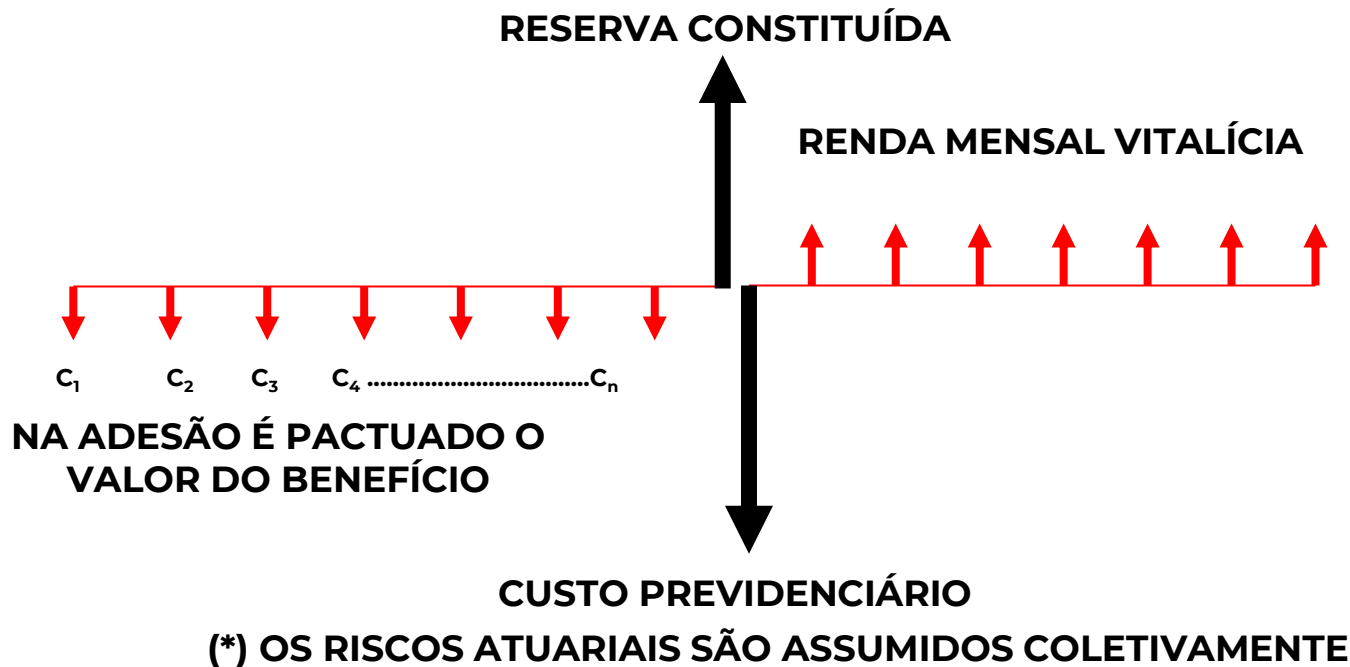 RESERVA CONSTITUÍDA
RENDA MENSAL VITALÍCIA
C1 C2 C3 C4 ...................................Cn
NA ADESÃO É PACTUADO O
VALOR DO BENEFÍCIO
CUSTO PREVIDENCIÁRIO
(*) OS RISCOS ATUARIAIS SÃO ASSUMIDOS COLETIVAMENTE